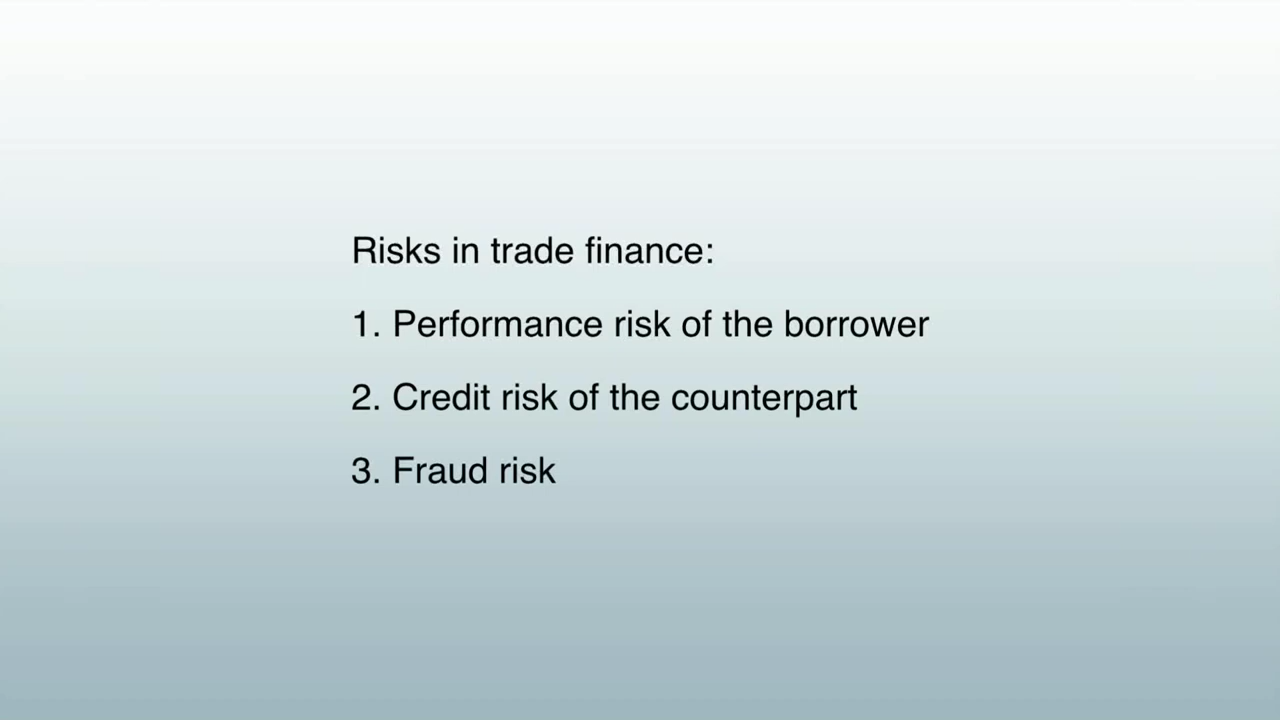 Risks in trade finance:
1. Performance risk of the borrower
2. Credit risk of the counterpart
3. Fraud risk